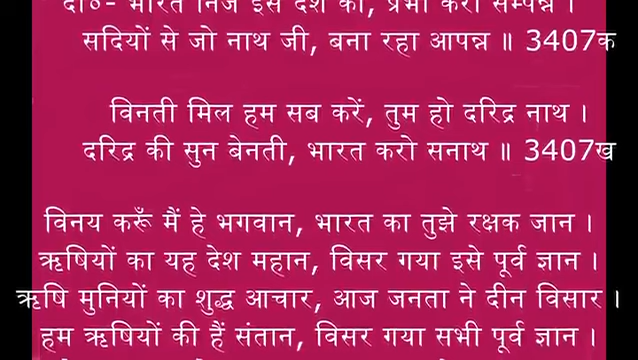 दो०- भारत निज इस देश को, प्रभो करो सम्पन्न ।
सदियों से जो नाथ जी, बना रहा आपन्न ॥ 3407क
विनती मिल हम सब करें, तुम हो दरिद्र नाथ ।
दरिद्र की सुन बेनती, भारत करो सनाथ ॥ 3407ख
विनय करूँ मैं हे भगवान, भारत का तुझे रक्षक जान ।
ऋषियों का यह देश महान, विसर गया इसे पूर्व ज्ञान ।
ऋषि मुनियों का शुद्ध आचार, आज जनता ने दीन विसार ।
हम ऋषियों की हैं संतान, विसर गया सभी पूर्व ज्ञान ।